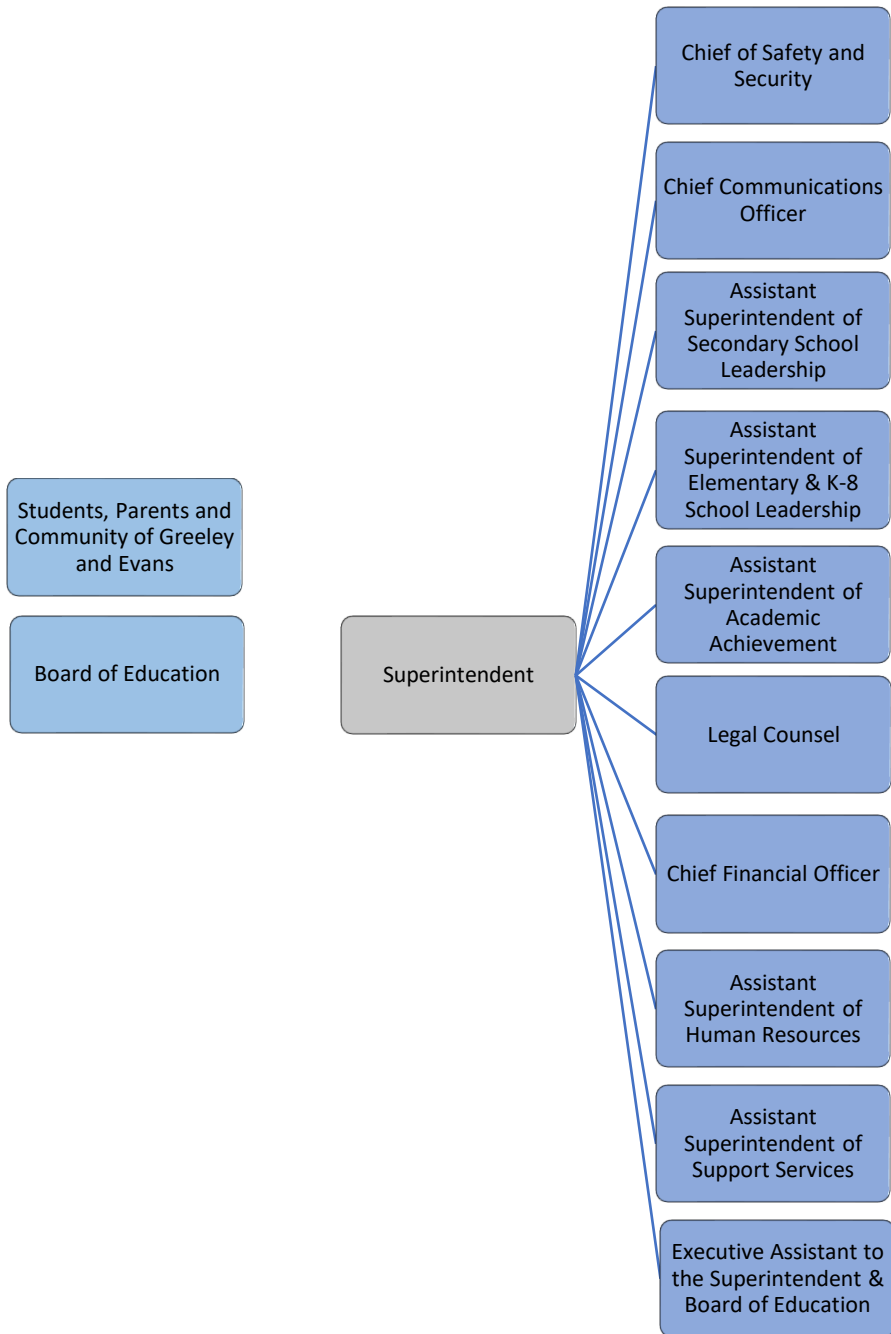 Students, Parents and
Community of Greeley
and Evans
Board of Education
Superintendent
Chief of Safety and
Security
Chief Communications
Officer
Assistant
Superintendent of
Secondary School
Leadership
Assistant
Superintendent of
Elementary & K-8
School Leadership
Assistant
Superintendent of
Academic
Achievement
Legal Counsel
Chief Financial Officer
Assistant
Superintendent of
Human Resources
Assistant
Superintendent of
Support Services
Executive Assistant to
the Superintendent &
Board of Education